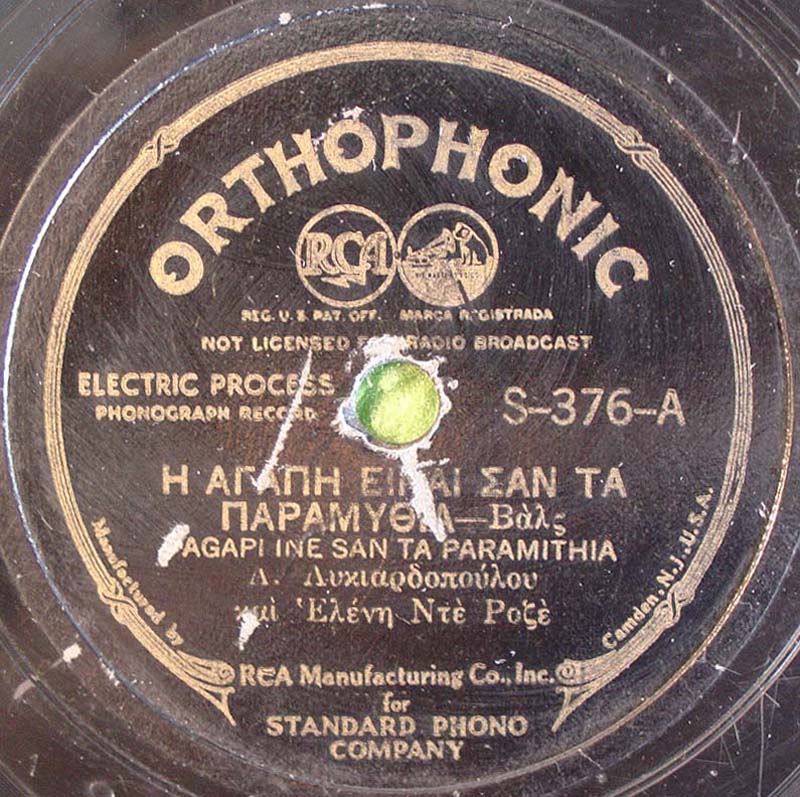 ORTHOPHONIC
RCA
REG. U.S. PAT. OFF. MARCA REGISTRADA
NOT LICENSED FOR RADIO BROADCAST
ELECTRIC PROCESS
PHONOGRAPH RECORD
S-376-A
Η ΑΓΑΠΗ ΕΙΝΑΙ ΣΑΝ ΤΑ
ΠΑΡΑΜΥΘΙΑ—Βὰλς
AGAPI INE SAN TA PARAMITHIA
Λυκιαρδοπούλου
καὶ Ἑλένη Ντὲ Ροζὲ
Manufactured by
RCA Manufacturing Co., Inc.
Camden, N.J., U.S.A.
for
STANDARD PHONO
COMPANY